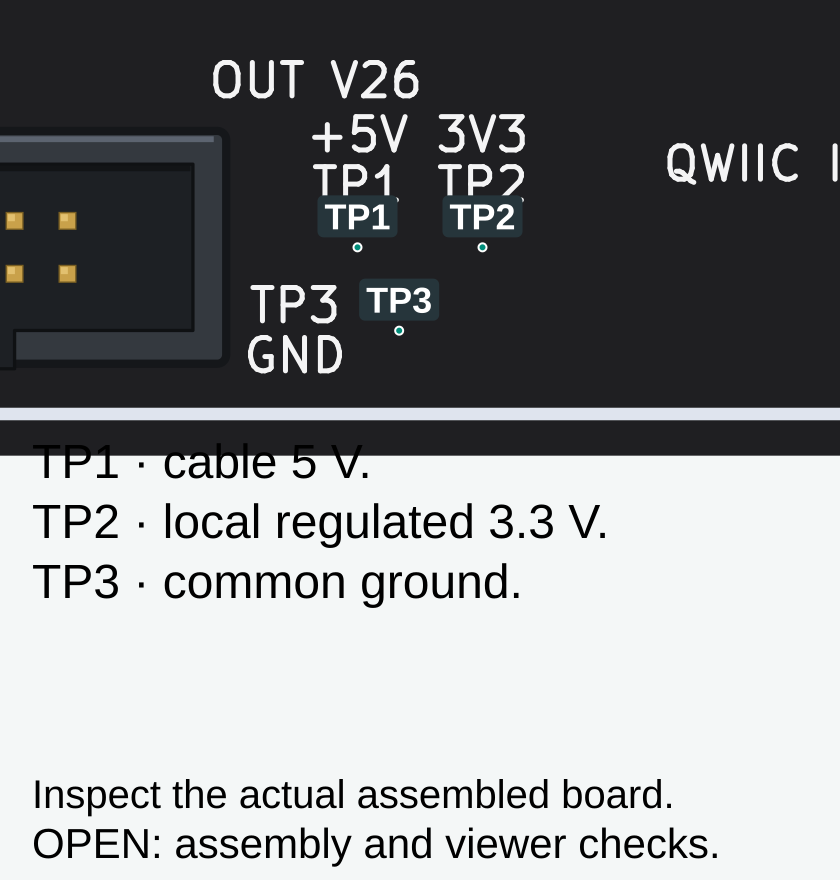 OUT V26
+5V 3V3
QWIIC
TP1 TP2
TP1 TP2
TP3 TP3
GND
TP1 · cable 5 V.
TP2 · local regulated 3.3 V.
TP3 · common ground.
Inspect the actual assembled board.
OPEN: assembly and viewer checks.